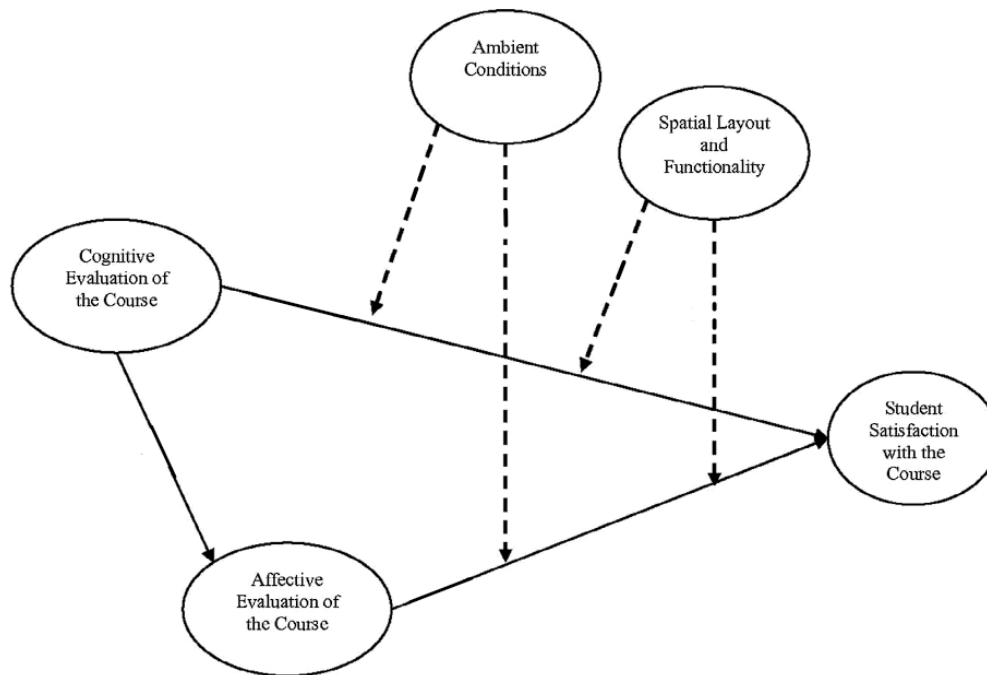 Ambient
Conditions
Spatial Layout
and
Functionality
Cognitive
Evaluation of
the Course
Student
Satisfaction
with the
Course
Affective
Evaluation of
the Course